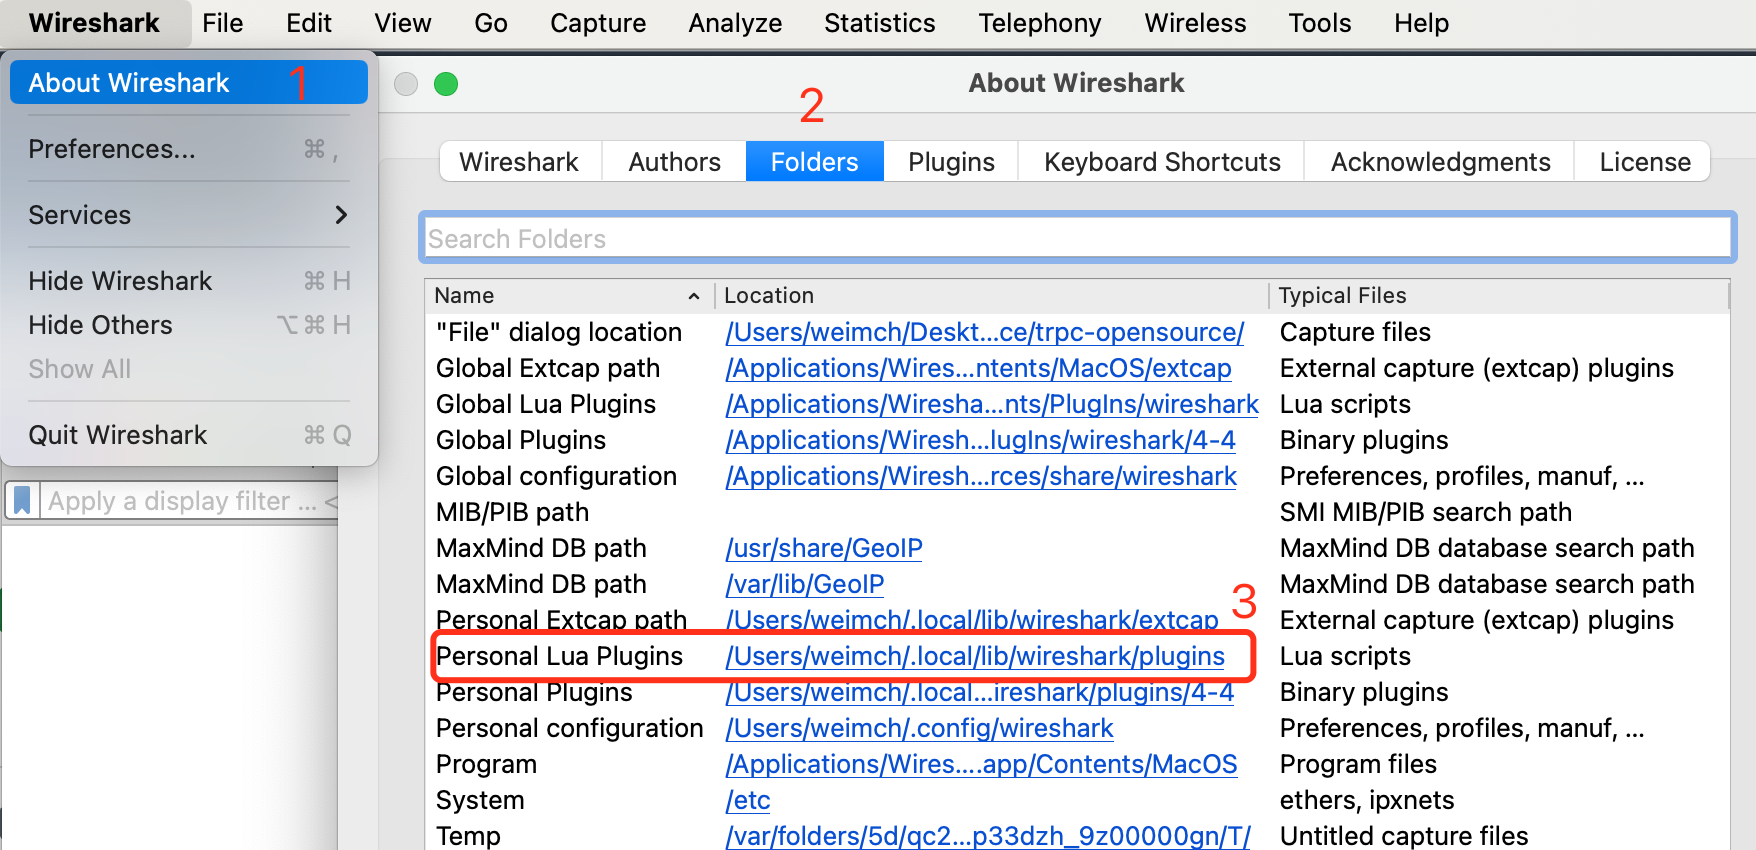 Wireshark File Edit View Go Capture Analyze Statistics Telephony Wireless Tools Help
About Wireshark 1
Preferences... ⌘ ,
Services
Hide Wireshark ⌘ H
Hide Others ⌥ ⌘ H
Show All
Quit Wireshark ⌘ Q
Apply a display filter ... <
About Wireshark
2
Wireshark Authors Folders Plugins Keyboard Shortcuts Acknowledgments License
Search Folders
Name Location Typical Files
"File" dialog location /Users/weimch/Deskt...ce/trpc-opensource/ Capture files
Global Extcap path /Applications/Wires...ntents/MacOS/extcap External capture (extcap) plugins
Global Lua Plugins /Applications/Wiresha...nts/PlugIns/wireshark Lua scripts
Global Plugins /Applications/Wiresh...lugIns/wireshark/4-4 Binary plugins
Global configuration /Applications/Wiresh...rces/share/wireshark Preferences, profiles, manuf, ...
MIB/PIB path SMI MIB/PIB search path
MaxMind DB path /usr/share/GeoIP MaxMind DB database search path
MaxMind DB path /var/lib/GeoIP MaxMind DB database search path
3
Personal Extcap path /Users/weimch/.local/lib/wireshark/extcap External capture (extcap) plugins
Personal Lua Plugins /Users/weimch/.local/lib/wireshark/plugins Lua scripts
Personal Plugins /Users/weimch/.local...ireshark/plugins/4-4 Binary plugins
Personal configuration /Users/weimch/.config/wireshark Preferences, profiles, manuf, ...
Program /Applications/Wires....app/Contents/MacOS Program files
System /etc ethers, ipxnets
Temp /var/folders/5d/qc2...p33dzh_9z00000gn/T/ Untitled capture files